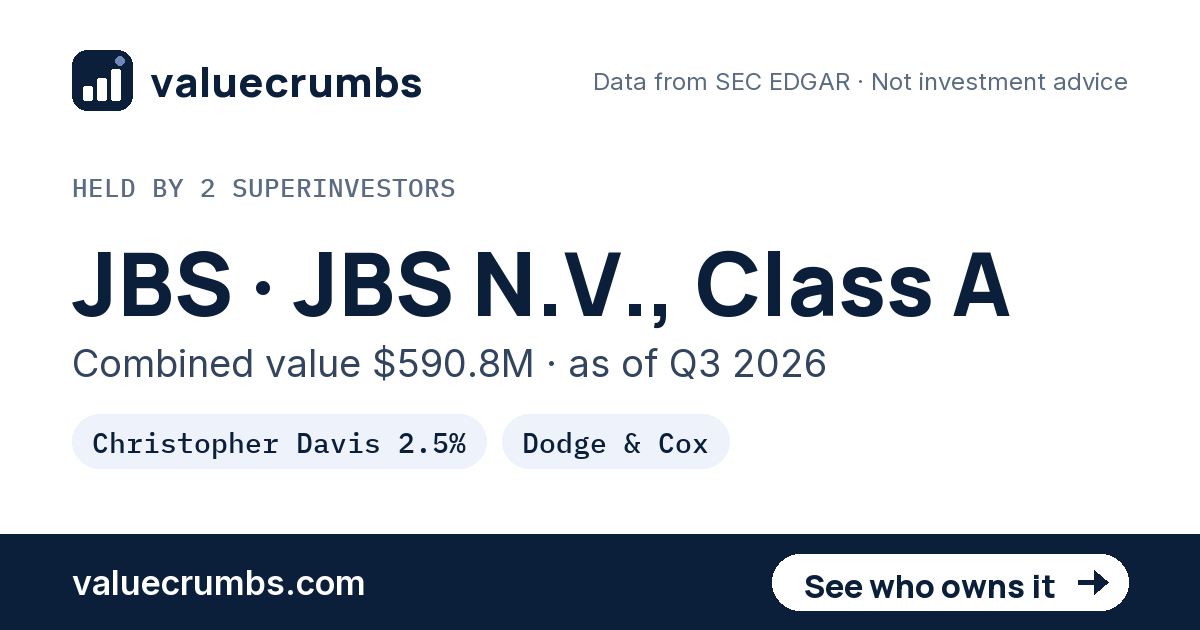 valuecrumbs
Data from SEC EDGAR · Not investment advice
HELD BY 2 SUPERINVESTORS
JBS · JBS N.V., Class A
Combined value $590.8M · as of Q3 2026
Christopher Davis 2.5%
Dodge & Cox
valuecrumbs.com
See who owns it →